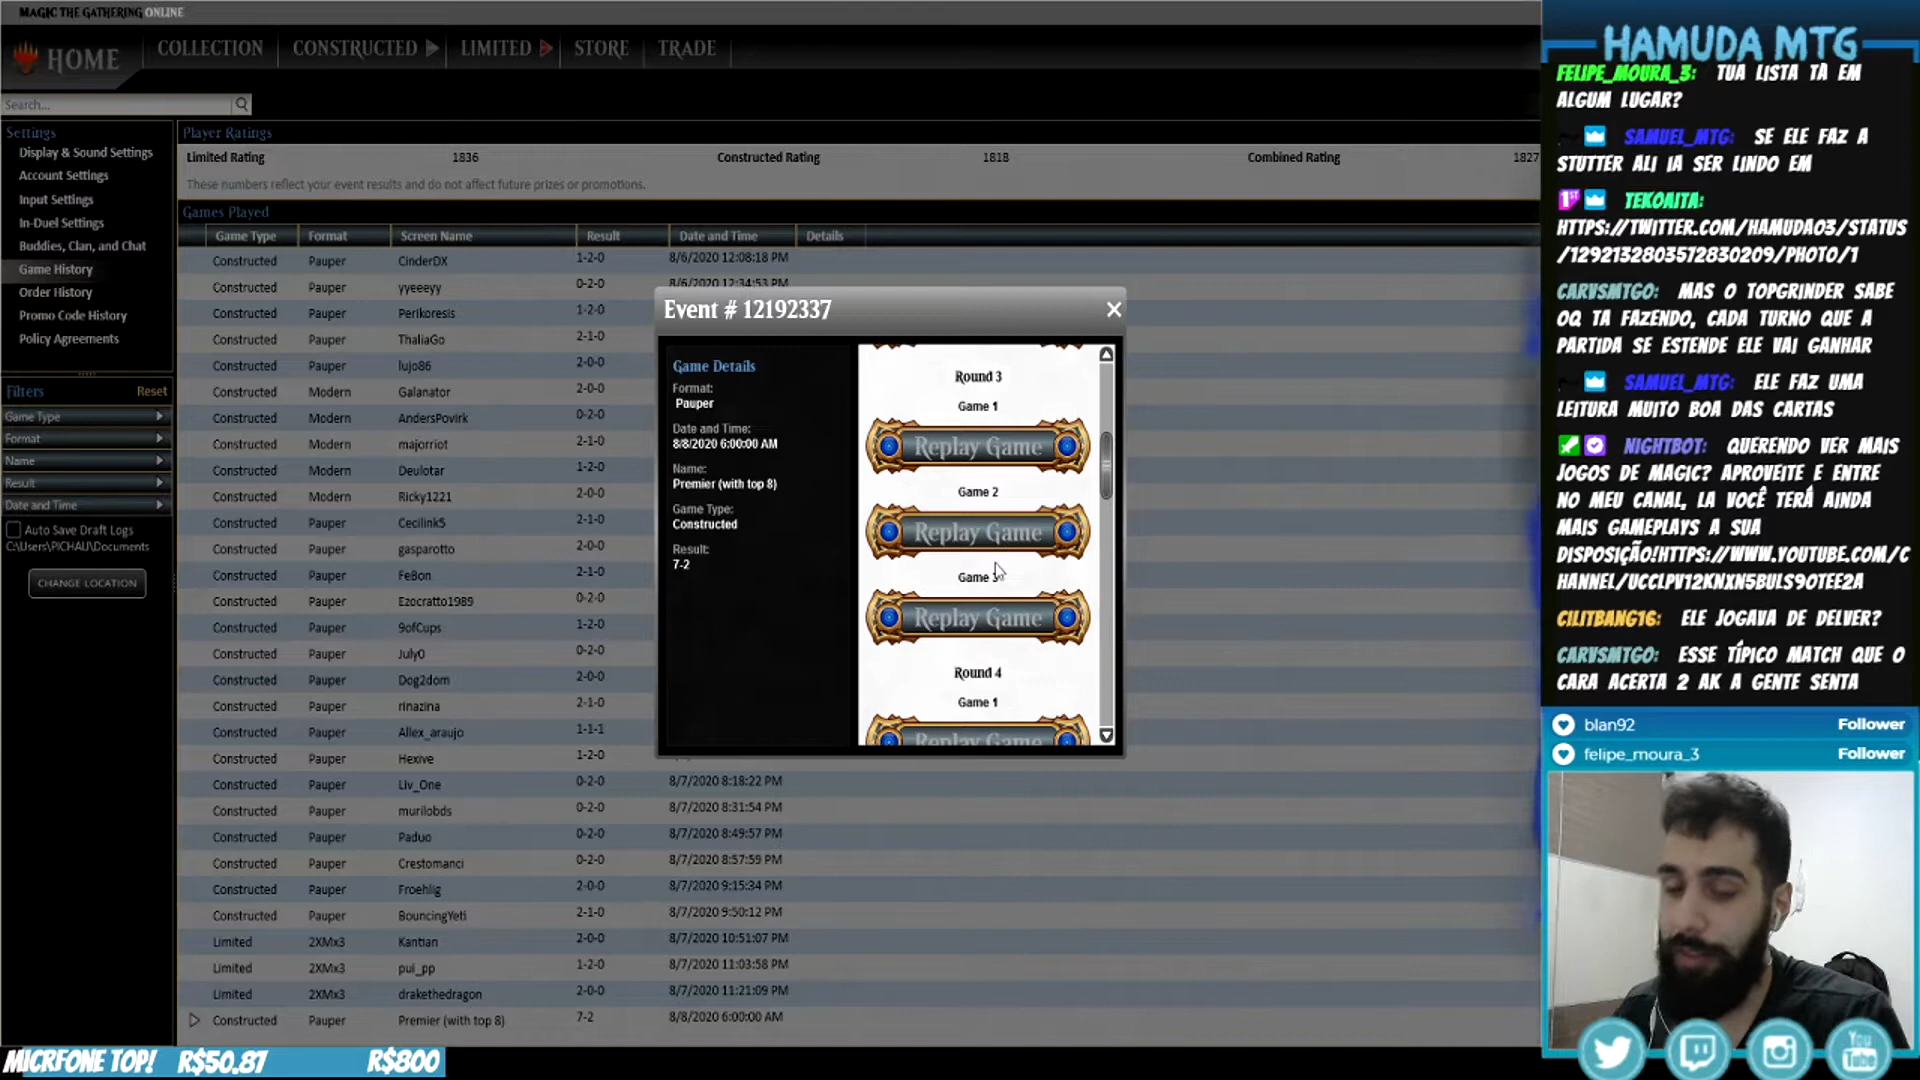 MAGIC THE GATHERING ONLINE
HOME
COLLECTION
CONSTRUCTED
LIMITED
STORE
TRADE
Search...
Settings
Display & Sound Settings
Account Settings
Input Settings
In-Duel Settings
Buddies, Clan, and Chat
Game History
Order History
Promo Code History
Policy Agreements
Filters Reset
Game Type
Format
Name
Result
Date and Time
Auto Save Draft Logs
C:\Users\PICHAU\Documents
CHANGE LOCATION
Player Ratings
Limited Rating 1836 Constructed Rating 1818 Combined Rating 1827
These numbers reflect your event results and do not affect future prizes or promotions.
Games Played
Game Type Format Screen Name Result Date and Time Details
Constructed Pauper CinderDX 1-2-0 8/6/2020 12:08:18 PM
Constructed Pauper yyeeeyy 0-2-0 8/6/2020 12:34:53 PM
Constructed Pauper Perikoresis 1-2-0
Constructed Pauper ThaliaGo 2-1-0
Constructed Pauper lujo86 2-0-0
Constructed Modern Galanator 2-0-0
Constructed Modern AndersPovirk 0-2-0
Constructed Modern majorriot 2-1-0
Constructed Modern Deulotar 1-2-0
Constructed Modern Ricky1221 2-0-0
Constructed Pauper Cecilink5 2-1-0
Constructed Pauper gasparotto 2-0-0
Constructed Pauper FeBon 2-1-0
Constructed Pauper Ezocratto1989 0-2-0
Constructed Pauper 9ofCups 1-2-0
Constructed Pauper July0 0-2-0
Constructed Pauper Dog2dom 2-0-0
Constructed Pauper rinazina 2-1-0
Constructed Pauper Allex_araujo 1-1-1
Constructed Pauper Hexive 1-2-0
Constructed Pauper Liv_One 0-2-0 8/7/2020 8:18:22 PM
Constructed Pauper murilobds 0-2-0 8/7/2020 8:31:54 PM
Constructed Pauper Paduo 0-2-0 8/7/2020 8:49:57 PM
Constructed Pauper Crestomanci 0-2-0 8/7/2020 8:57:59 PM
Constructed Pauper Froehlig 2-0-0 8/7/2020 9:15:34 PM
Constructed Pauper BouncingYeti 2-1-0 8/7/2020 9:50:12 PM
Limited 2XMx3 Kantian 2-0-0 8/7/2020 10:51:07 PM
Limited 2XMx3 pui_pp 1-2-0 8/7/2020 11:03:58 PM
Limited 2XMx3 drakethedragon 2-0-0 8/7/2020 11:21:09 PM
Constructed Pauper Premier (with top 8) 7-2 8/8/2020 6:00:00 AM
Event # 12192337
Game Details
Format:
Pauper
Date and Time:
8/8/2020 6:00:00 AM
Name:
Premier (with top 8)
Game Type:
Constructed
Result:
7-2
Round 3
Game 1
Replay Game
Game 2
Replay Game
Game 3
Replay Game
Round 4
Game 1
Replay Game
HAMUDA MTG
FELIPE_MOURA_3: TUA LISTA TÀ EM
ALGUM LUGAR?
SAMUEL_MTG: SE ELE FAZ A
STUTTER ALI IA SER LINDO EM
1ST TEKOAITA:
HTTPS://TWITTER.COM/HAMUDA03/STATUS
/1292132803572830209/PHOTO/1
CARVSMTGO: MAS O TOPGRINDER SABE
OQ TA FAZENDO, CADA TURNO QUE A
PARTIDA SE ESTENDE ELE VAI GANHAR
SAMUEL_MTG: ELE FAZ UMA
LEITURA MUITO BOA DAS CARTAS
NIGHTBOT: QUERENDO VER MAIS
JOGOS DE MAGIC? APROVEITE E ENTRE
NO MEU CANAL, LA VOCÊ TERÁ AINDA
MAIS GAMEPLAYS A SUA
DISPOSIÇÃO!HTTPS://WWW.YOUTUBE.COM/C
HANNEL/UCCLPV12KNXN5BULS9OTEE2A
CILITBANG16: ELE JOGAVA DE DELVER?
CARVSMTGO: ESSE TÍPICO MATCH QUE O
CARA ACERTA 2 AK A GENTE SENTA
blan92 Follower
felipe_moura_3 Follower
You Tube
MICRFONE TOP! R$50.87 R$800